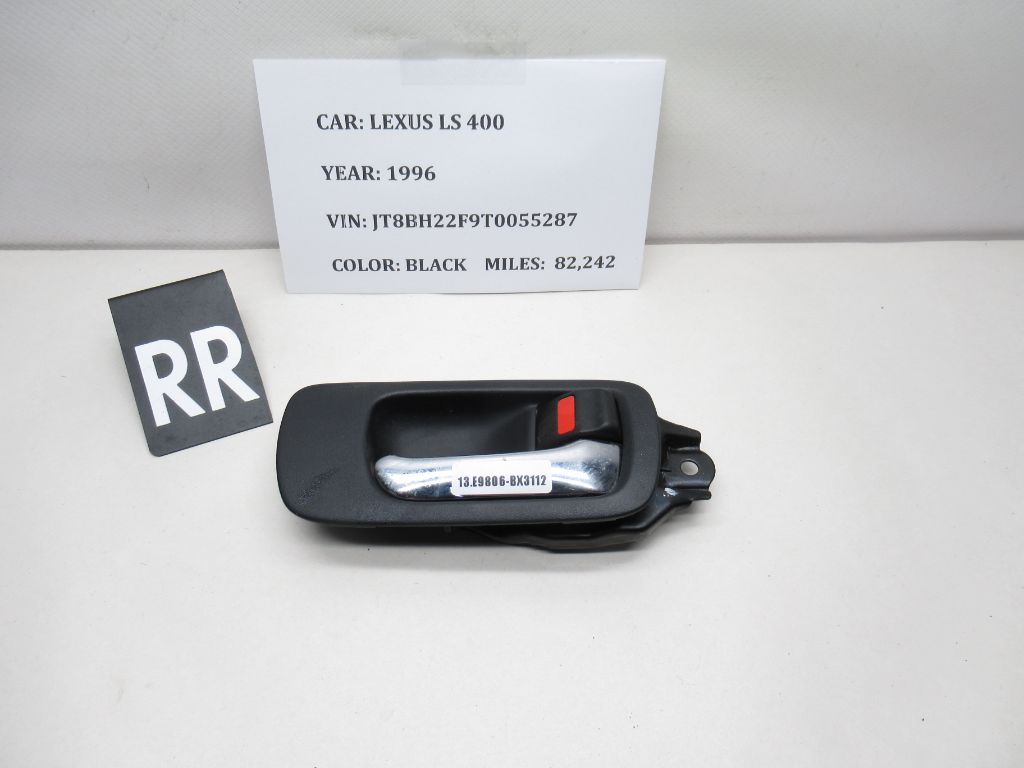 CAR: LEXUS LS 400
YEAR: 1996
VIN: JT8BH22F9T0055287
COLOR: BLACK MILES: 82,242
RR
13.E9806-BX3112